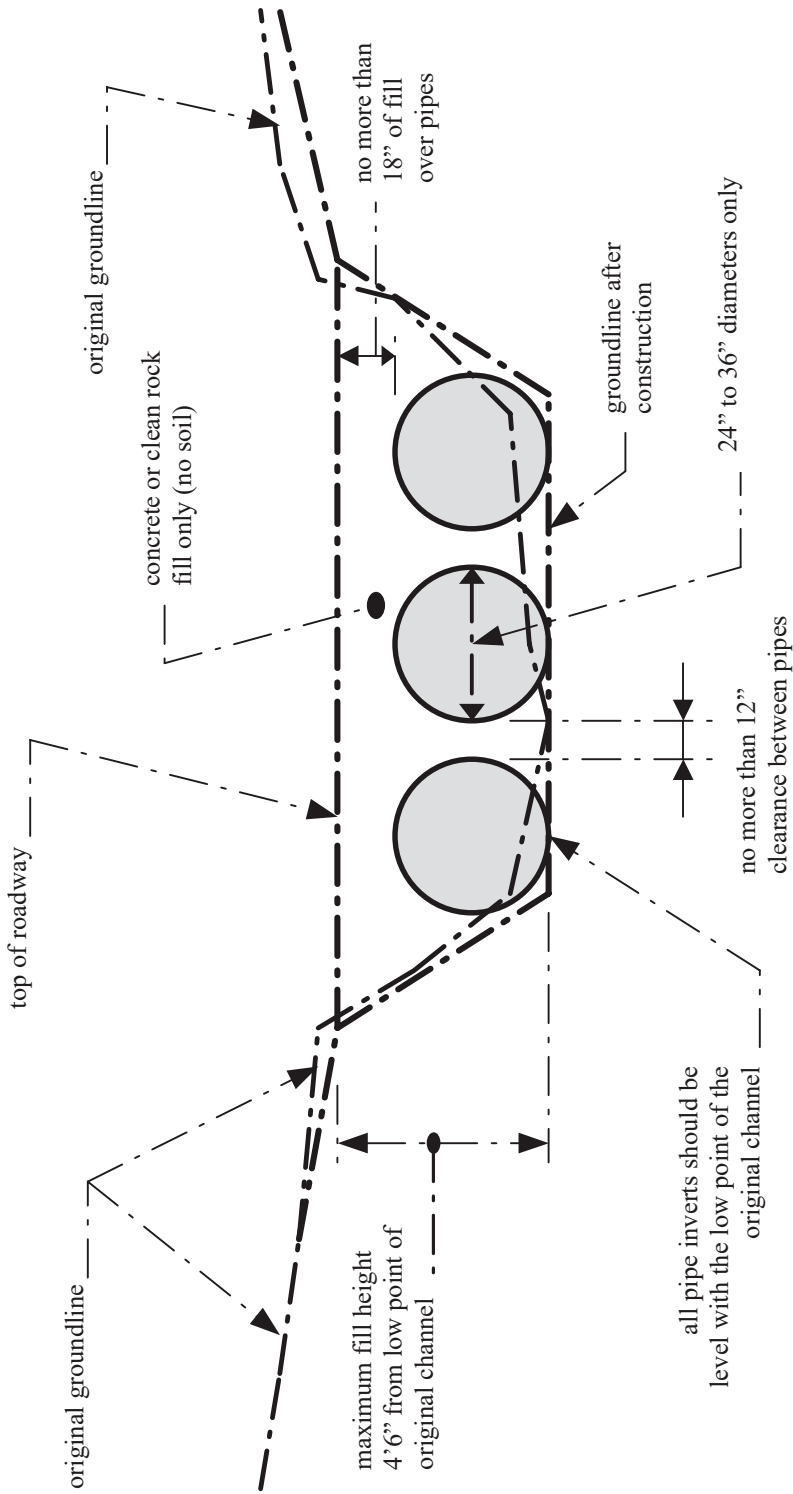 top of roadway
original groundline
concrete or clean rock
fill only (no soil)
original groundline
maximum fill height
4’6” from low point of
original channel
no more than
18” of fill
over pipes
all pipe inverts should be
level with the low point of the
original channel
no more than 12”
clearance between pipes
groundline after
construction
24” to 36” diameters only